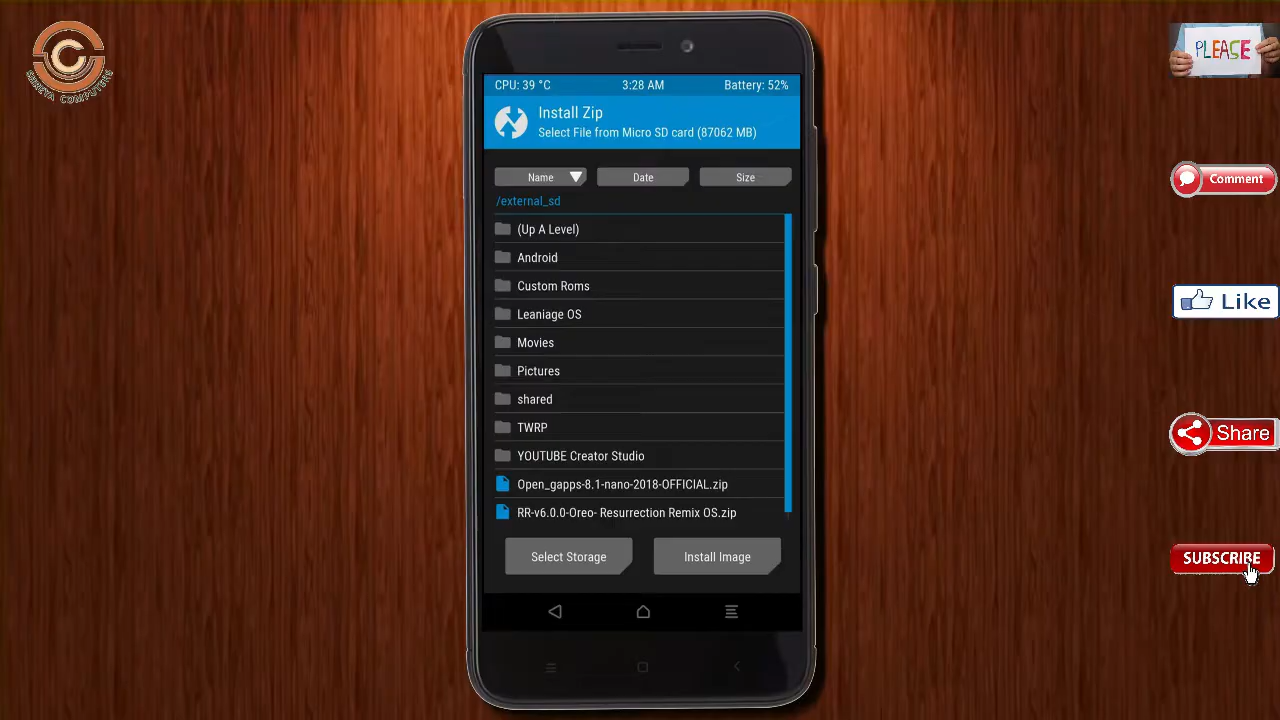 C
SHREYA COMPUTERS
CPU: 39 °C
3:28 AM
Battery: 52%
Install Zip
Select File from Micro SD card (87062 MB)
Name
Date
Size
/external_sd
(Up A Level)
Android
Custom Roms
Leaniage OS
Movies
Pictures
shared
TWRP
YOUTUBE Creator Studio
Open_gapps-8.1-nano-2018-OFFICIAL.zip
RR-v6.0.0-Oreo- Resurrection Remix OS.zip
Select Storage
Install Image
PLEASE
Comment
Like
Share
SUBSCRIBE